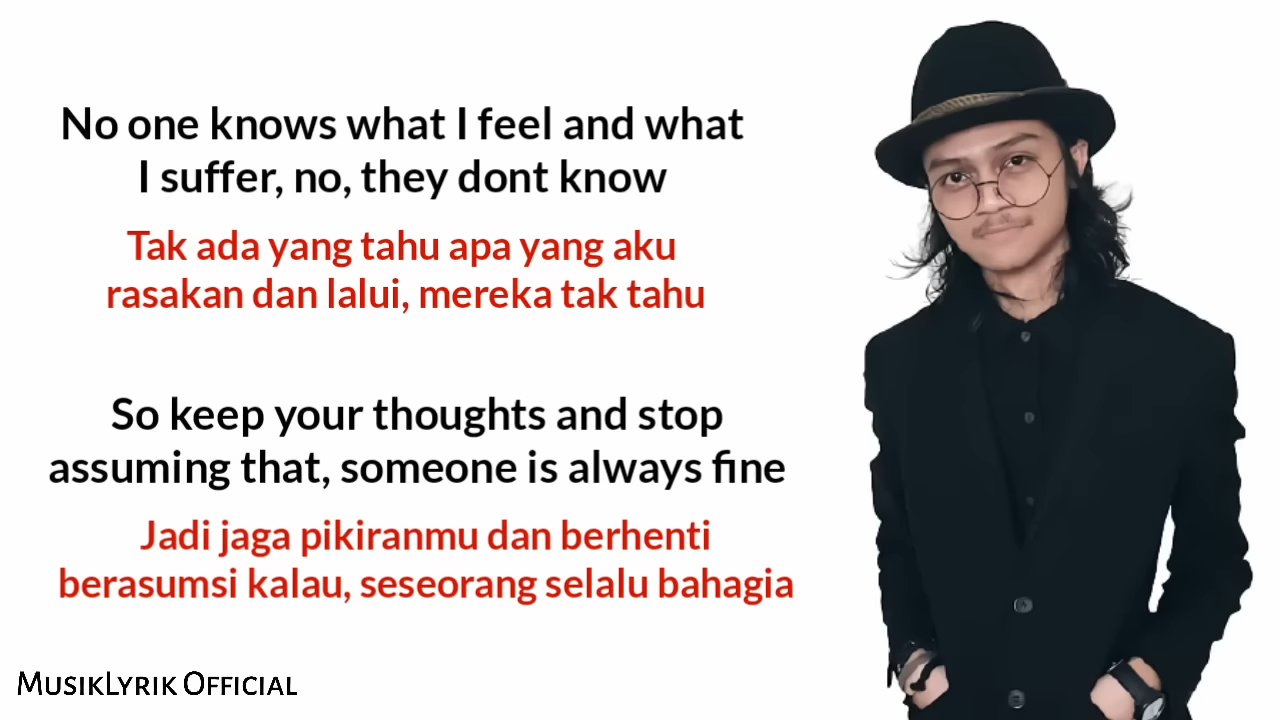 No one knows what I feel and what
I suffer, no, they dont know
Tak ada yang tahu apa yang aku
rasakan dan lalui, mereka tak tahu
So keep your thoughts and stop
assuming that, someone is always fine
Jadi jaga pikiranmu dan berhenti
berasumsi kalau, seseorang selalu bahagia
MUSIKLYRIK OFFICIAL